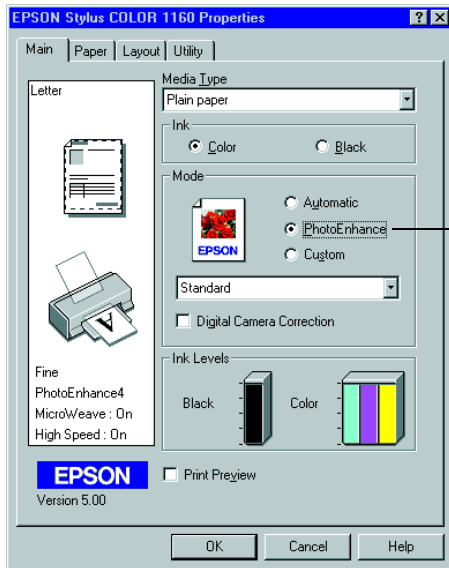 EPSON Stylus COLOR 1160 Properties
Main
Paper
Layout
Utility
Letter
Media Type
Plain paper
Ink
Color
Black
Mode
EPSON
Automatic
PhotoEnhance
Custom
Standard
Digital Camera Correction
A
Fine
PhotoEnhance4
MicroWeave : On
High Speed : On
Ink Levels
Black
Color
EPSON
Version 5.00
Print Preview
OK
Cancel
Help